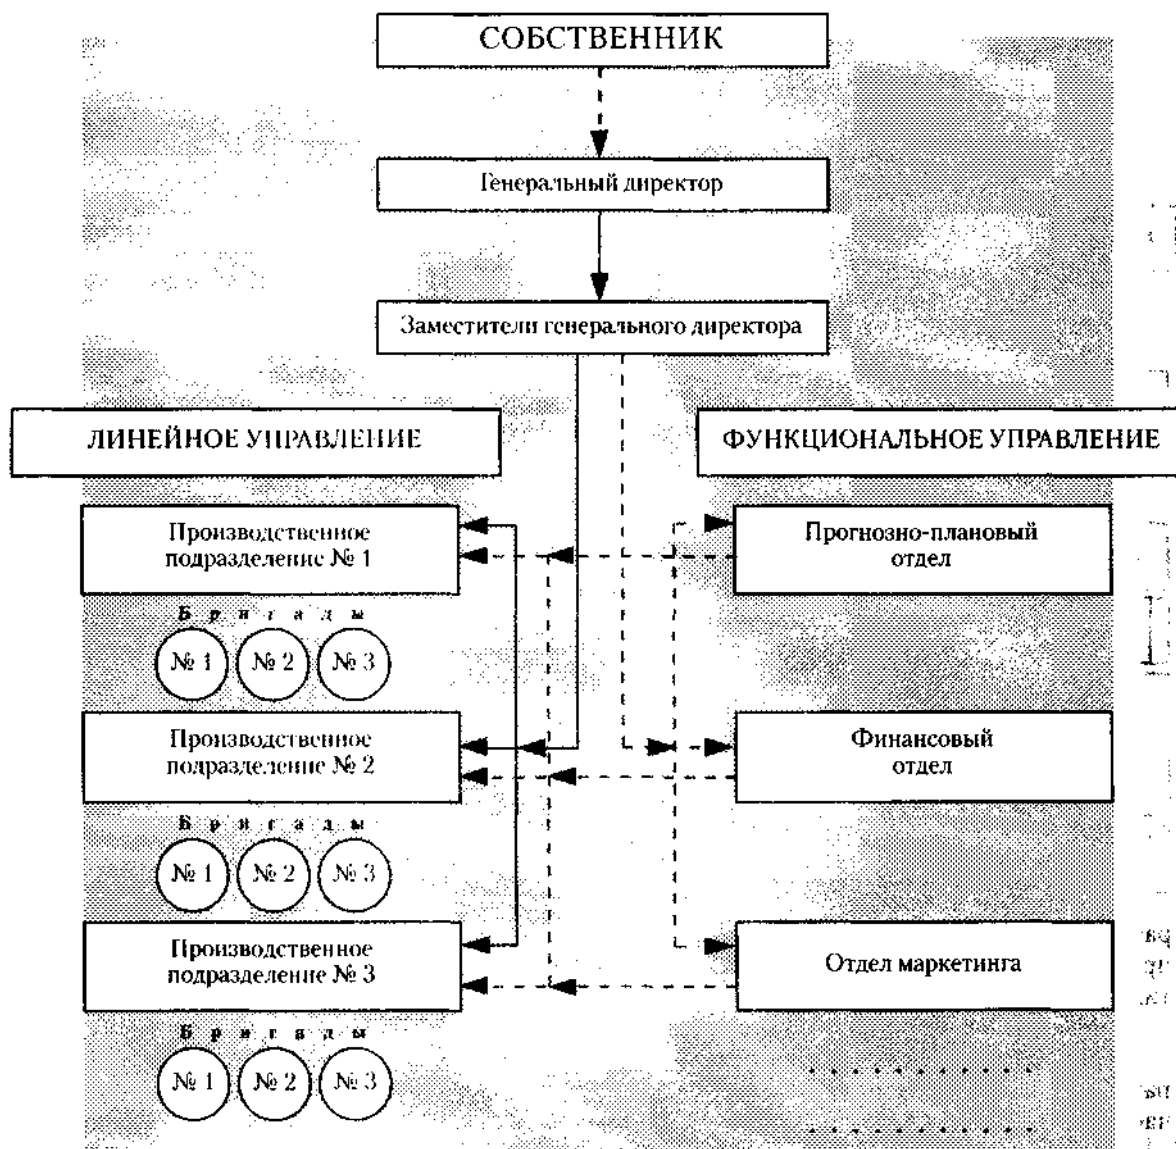 СОБСТВЕННИК
Генеральный директор
Заместители генерального директора
ЛИНЕЙНОЕ УПРАВЛЕНИЕ
ФУНКЦИОНАЛЬНОЕ УПРАВЛЕНИЕ
Производственное
подразделение № 1
Прогнозно-плановый
отдел
Бригады
№ 1 № 2 № 3
Производственное
подразделение № 2
Финансовый
отдел
Бригады
№ 1 № 2 № 3
Производственное
подразделение № 3
Отдел маркетинга
Бригады
№ 1 № 2 № 3